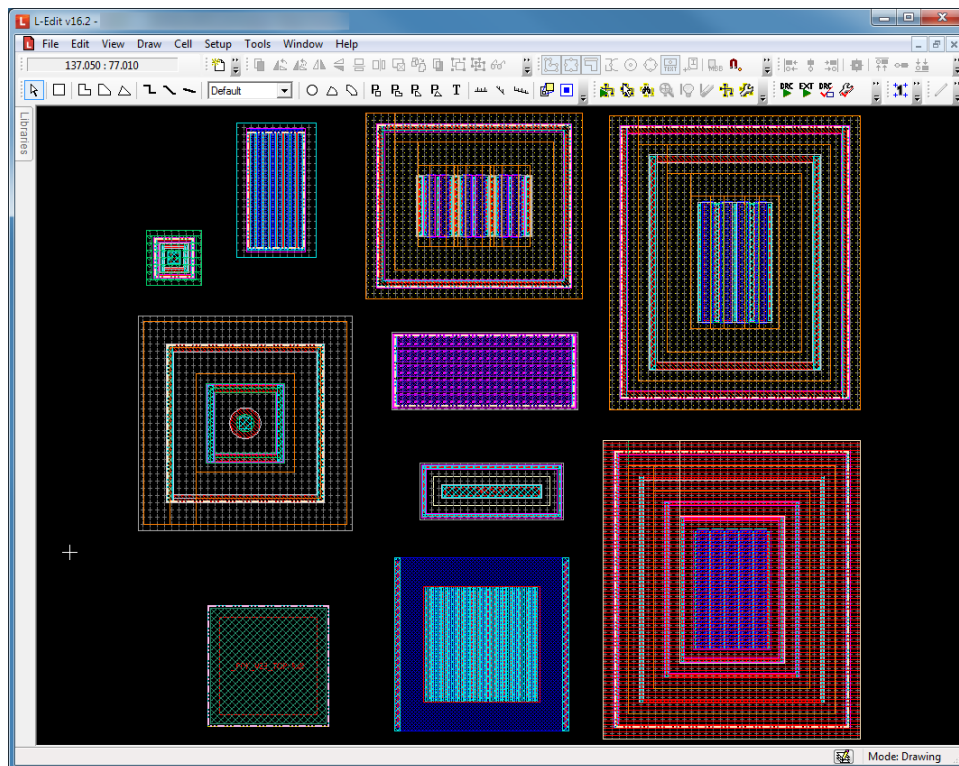 L-Edit v16.2 -
File Edit View Draw Cell Setup Tools Window Help
137.050 : 77.010
Default
T
DRC EXT DRC
Libraries
Mode: Drawing